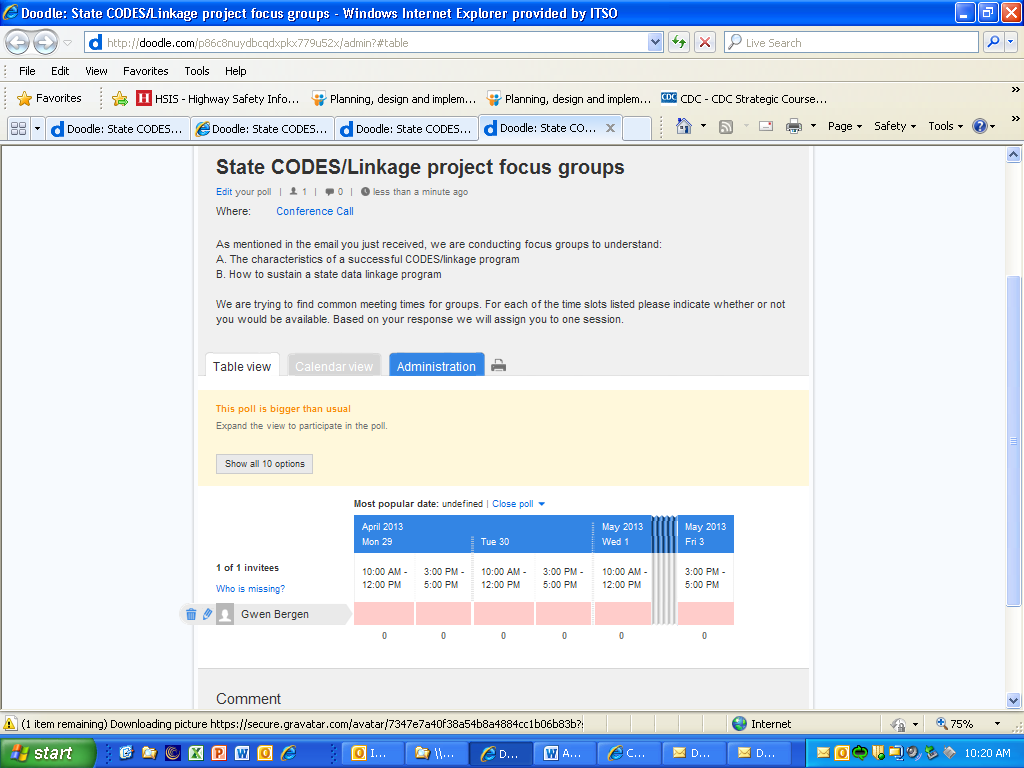 Doodle: State CODES/Linkage project focus groups - Windows Internet Explorer provided by ITSO
http://doodle.com/p86c8nuydbcqdxpkx779u52x/admin?#table
Live Search
File Edit View Favorites Tools Help
Favorites HSIS - Highway Safety Info... Planning, design and implem... Planning, design and implem... CDC - CDC Strategic Course... »
Doodle: State CODES... Doodle: State CODES... Doodle: State CODES... Doodle: State CO... Page Safety Tools »
State CODES/Linkage project focus groups
Edit your poll | 1 | 0 | less than a minute ago
Where: Conference Call
As mentioned in the email you just received, we are conducting focus groups to understand:
A. The characteristics of a successful CODES/linkage program
B. How to sustain a state data linkage program
We are trying to find common meeting times for groups. For each of the time slots listed please indicate whether or not
you would be available. Based on your response we will assign you to one session.
Table view Calendar view Administration
This poll is bigger than usual
Expand the view to participate in the poll.
Show all 10 options
Most popular date: undefined | Close poll
April 2013 May 2013 May 2013
Mon 29 Tue 30 Wed 1 Fri 3
1 of 1 invitees
Who is missing?
10:00 AM - 3:00 PM - 10:00 AM - 3:00 PM - 10:00 AM - 3:00 PM -
12:00 PM 5:00 PM 12:00 PM 5:00 PM 12:00 PM 5:00 PM
Gwen Bergen
0 0 0 0 0 0
Comment
(1 item remaining) Downloading picture https://secure.gravatar.com/avatar/7347e7a40f38a54b8a4884cc1b06b83b?: Internet 75%
start I... \\... D... A... C... D... D... 10:20 AM